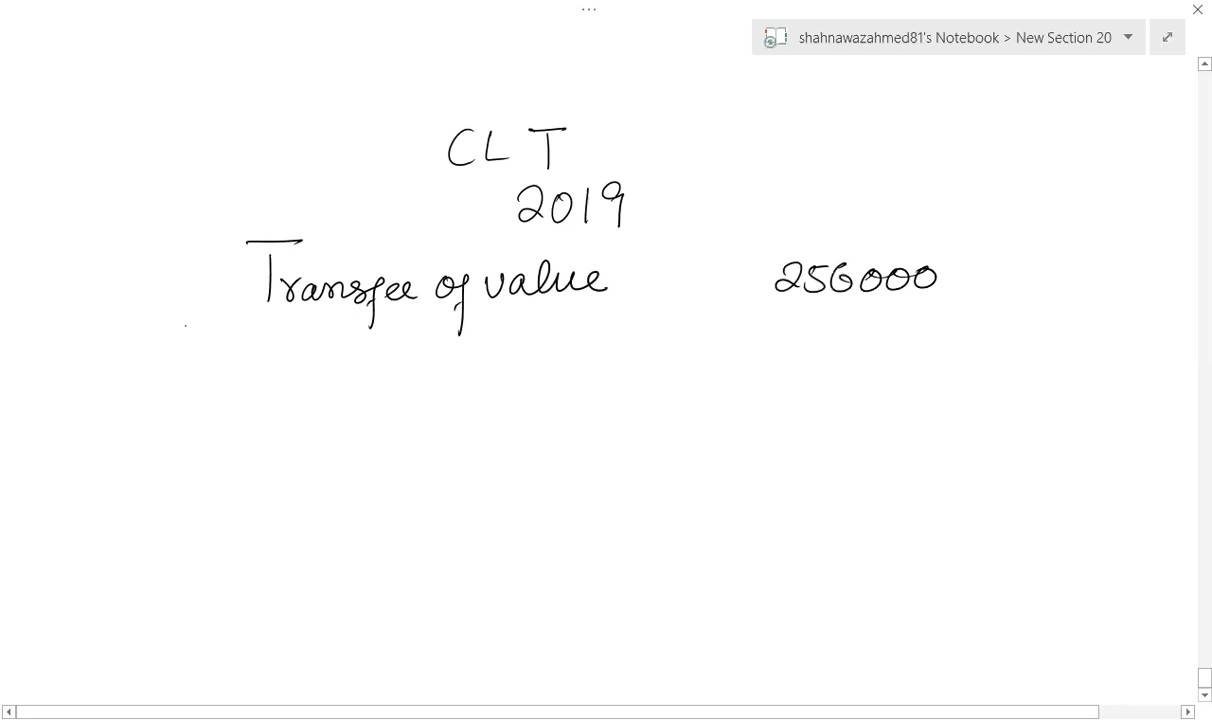 shahnawazahmed81's Notebook > New Section 20
CLT
2019
Transfer of value 256000